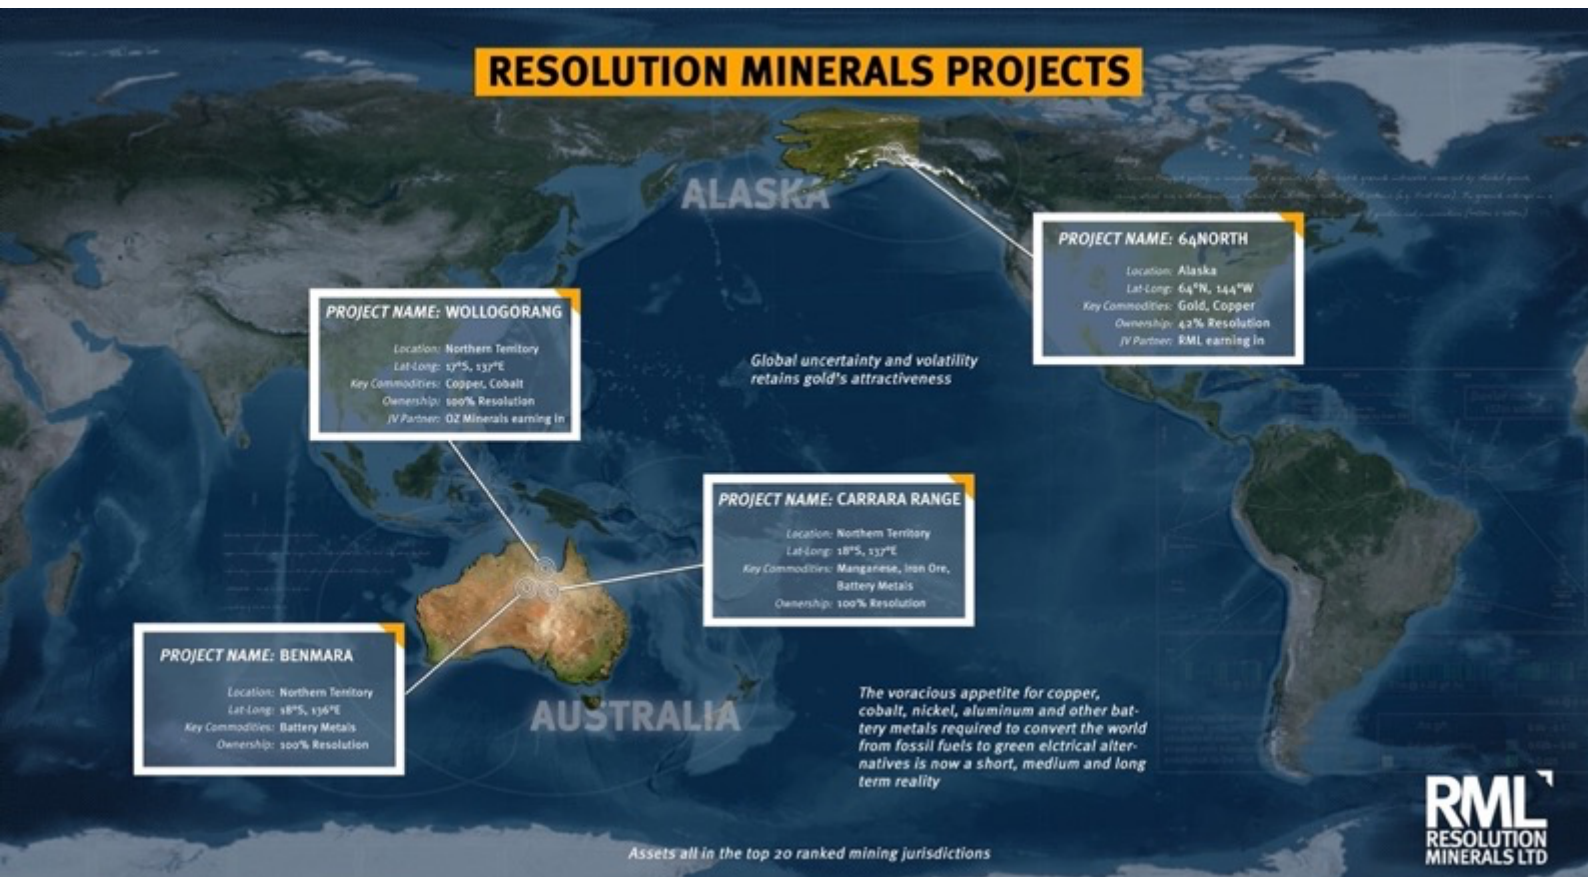 RESOLUTION MINERALS PROJECTS
ALASKA
PROJECT NAME: 64NORTH
Location: Alaska
Lat-Long: 64°N, 144°W
Key Commodities: Gold, Copper
Ownership: 42% Resolution
JV Partner: RML earning in
PROJECT NAME: WOLLOGORANG
Location: Northern Territory
Lat-Long: 17°S, 137°E
Key Commodities: Copper, Cobalt
Ownership: 100% Resolution
JV Partner: OZ Minerals earning in
Global uncertainty and volatility
retains gold's attractiveness
PROJECT NAME: CARRARA RANGE
Location: Northern Territory
Lat-Long: 18°S, 137°E
Key Commodities: Manganese, Iron Ore,
Battery Metals
Ownership: 100% Resolution
PROJECT NAME: BENMARA
Location: Northern Territory
Lat-Long: 18°S, 136°E
Key Commodities: Battery Metals
Ownership: 100% Resolution
AUSTRALIA
The voracious appetite for copper,
cobalt, nickel, aluminum and other bat-
tery metals required to convert the world
from fossil fuels to green elctrical alter-
natives is now a short, medium and long
term reality
Assets all in the top 20 ranked mining jurisdictions
RML
RESOLUTION
MINERALS LTD